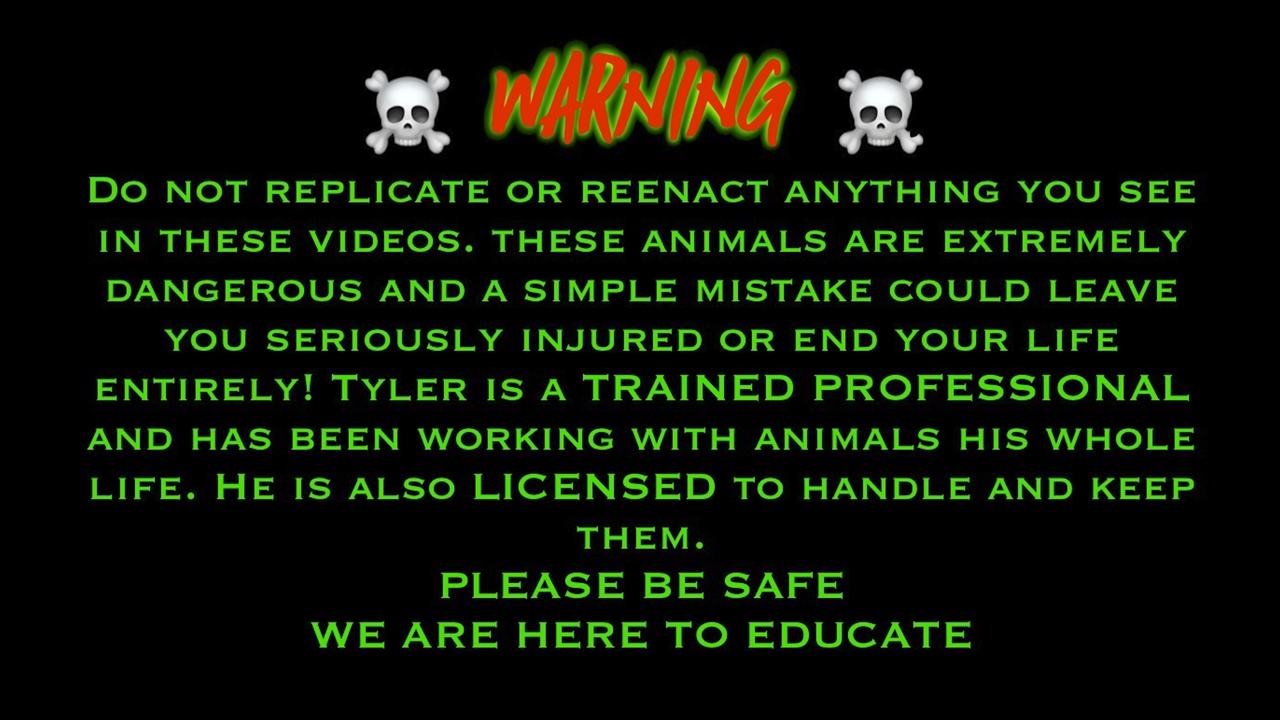 WARNING
Do not replicate or reenact anything you see
in these videos. these animals are extremely
dangerous and a simple mistake could leave
you seriously injured or end your life
entirely! Tyler is a TRAINED PROFESSIONAL
and has been working with animals his whole
life. He is also LICENSED to handle and keep
them.
PLEASE BE SAFE
WE ARE HERE TO EDUCATE